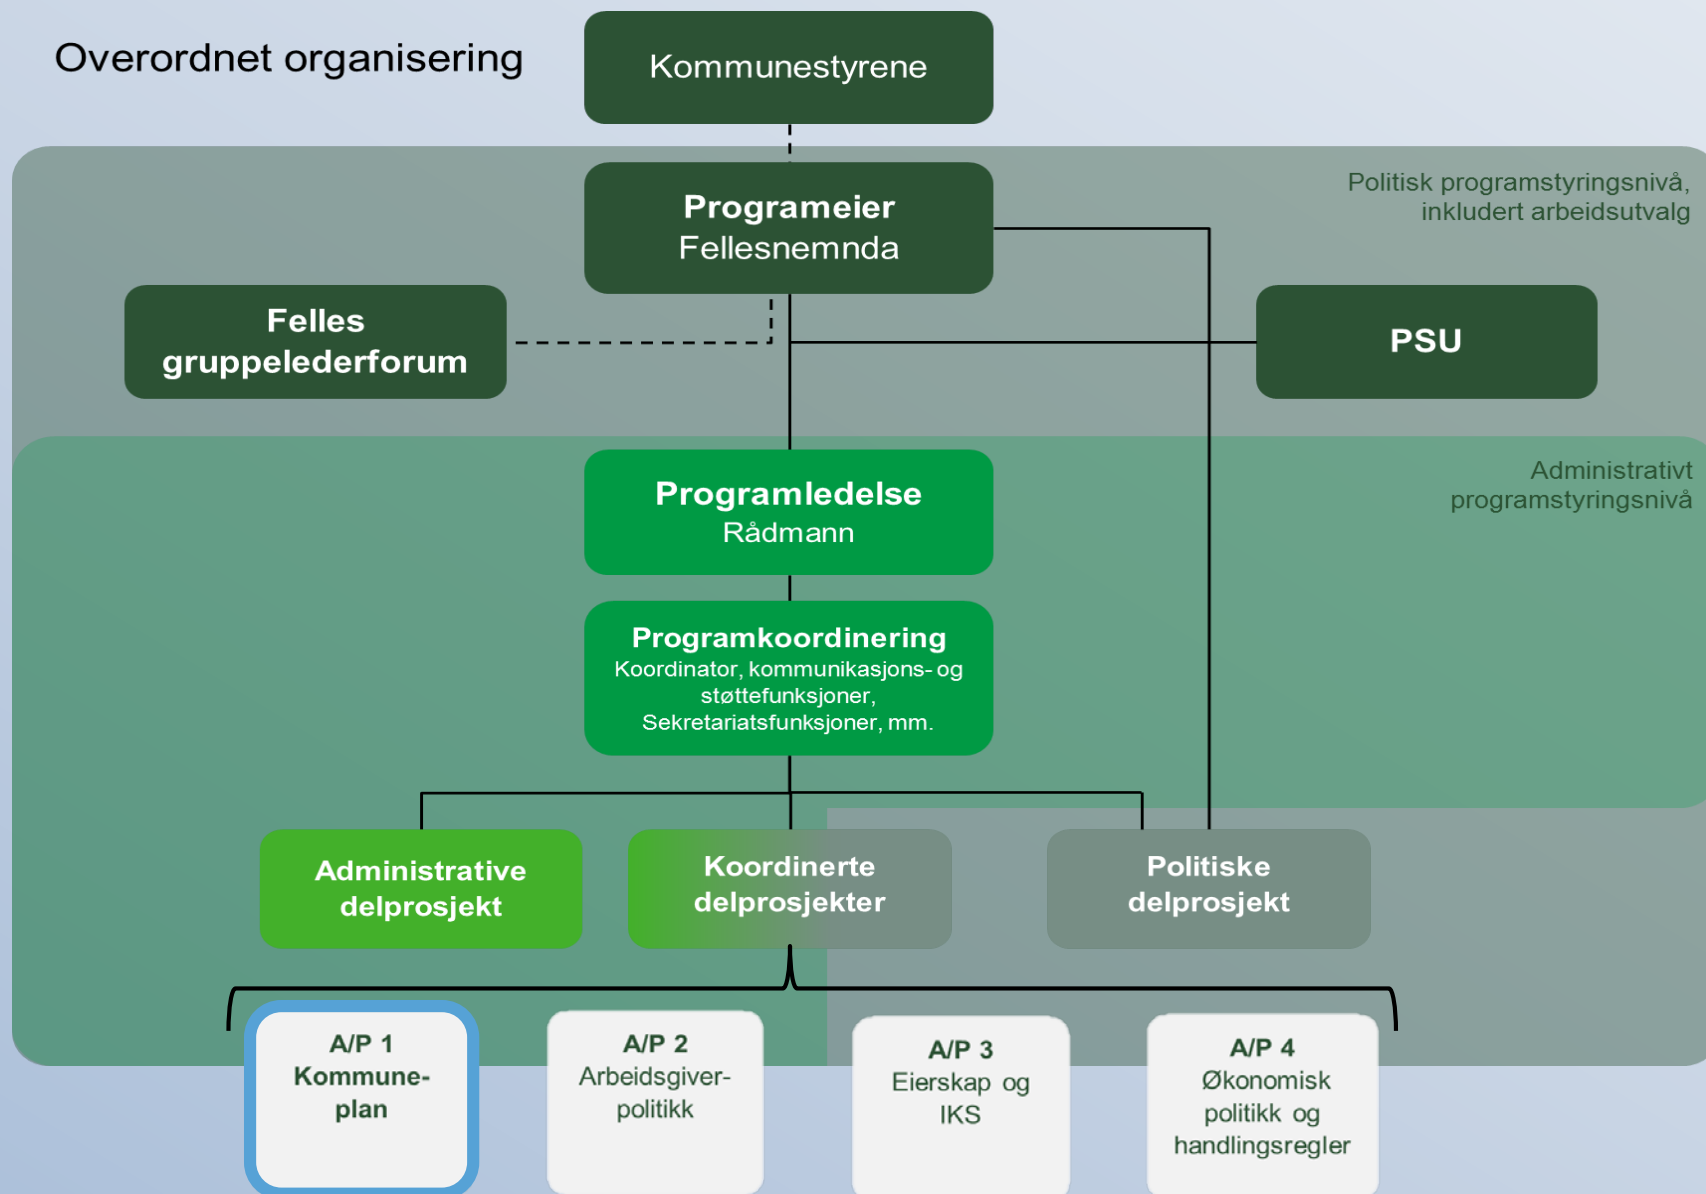 Overordnet organisering
Kommunestyrene
Politisk programstyringsnivå,
inkludert arbeidsutvalg
Programeier
Fellesnemnda
Felles
gruppelederforum
PSU
Administrativt
programstyringsnivå
Programledelse
Rådmann
Programkoordinering
Koordinator, kommunikasjons- og
støttefunksjoner,
Sekretariatsfunksjoner, mm.
Administrative
delprosjekt
Koordinerte
delprosjekter
Politiske
delprosjekt
A/P 1
Kommune-
plan
A/P 2
Arbeidsgiver-
politikk
A/P 3
Eierskap og
IKS
A/P 4
Økonomisk
politikk og
handlingsregler